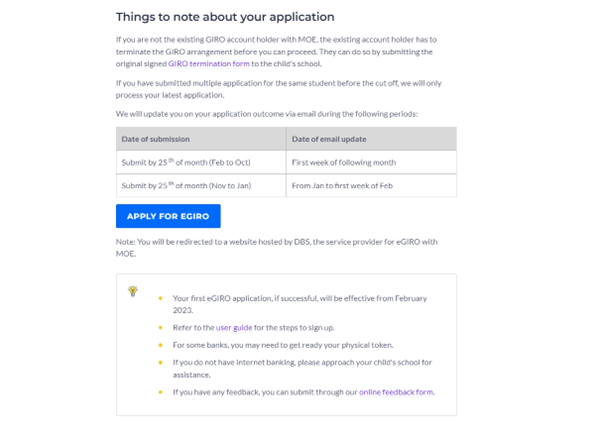 Things to note about your application
If you are not the existing GIRO account holder with MOE, the existing account holder has to
terminate the GIRO arrangement before you can proceed. They can do so by submitting the
original signed GIRO termination form to the child's school.
If you have submitted multiple application for the same student before the cut off, we will only
process your latest application.
We will update you on your application outcome via email during the following periods:
Date of submission Date of email update
Submit by 25th of month (Feb to Oct) First week of following month
Submit by 25th of month (Nov to Jan) From Jan to first week of Feb
APPLY FOR EGIRO
Note: You will be redirected to a website hosted by DBS, the service provider for eGIRO with
MOE.
Your first eGIRO application, if successful, will be effective from February
2023.
Refer to the user guide for the steps to sign up.
For some banks, you may need to get ready your physical token.
If you do not have internet banking, please approach your child's school for
assistance.
If you have any feedback, you can submit through our online feedback form.